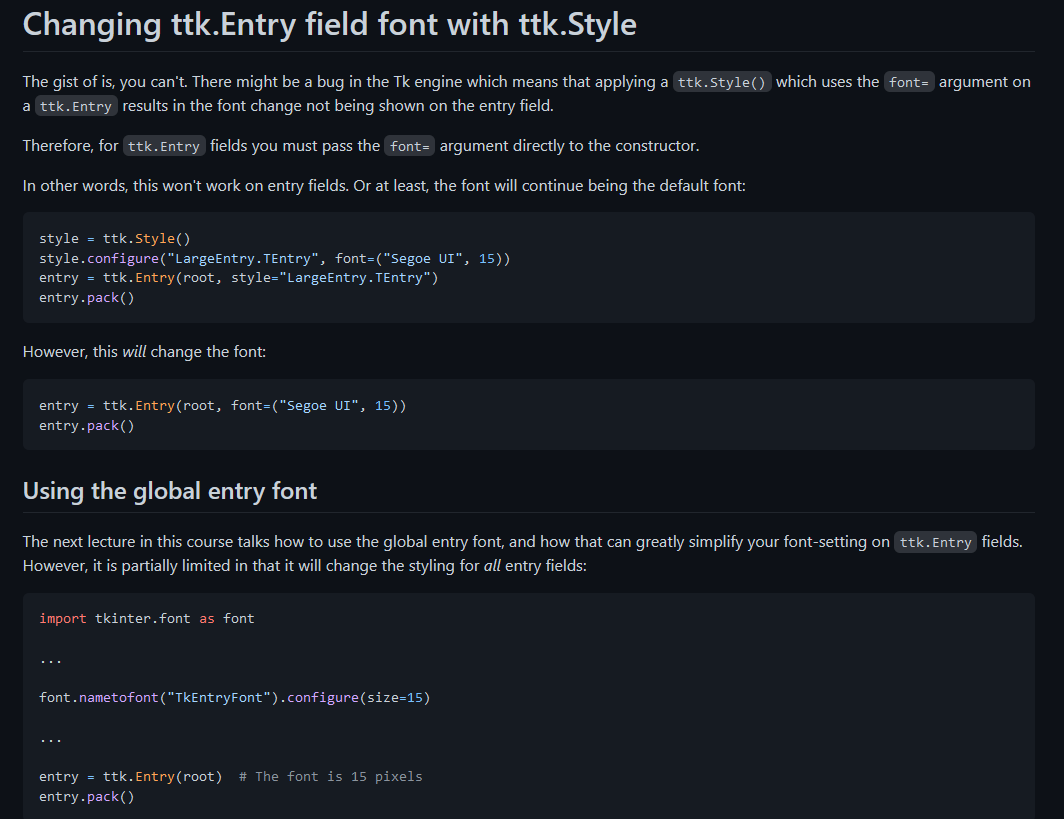 Changing ttk.Entry field font with ttk.Style
The gist of is, you can't. There might be a bug in the Tk engine which means that applying a ttk.Style() which uses the font= argument on
a ttk.Entry results in the font change not being shown on the entry field.
Therefore, for ttk.Entry fields you must pass the font= argument directly to the constructor.
In other words, this won't work on entry fields. Or at least, the font will continue being the default font:
style = ttk.Style()
style.configure("LargeEntry.TEntry", font=("Segoe UI", 15))
entry = ttk.Entry(root, style="LargeEntry.TEntry")
entry.pack()
However, this will change the font:
entry = ttk.Entry(root, font=("Segoe UI", 15))
entry.pack()
Using the global entry font
The next lecture in this course talks how to use the global entry font, and how that can greatly simplify your font-setting on ttk.Entry fields.
However, it is partially limited in that it will change the styling for all entry fields:
import tkinter.font as font
...
font.nametofont("TkEntryFont").configure(size=15)
...
entry = ttk.Entry(root)  # The font is 15 pixels
entry.pack()